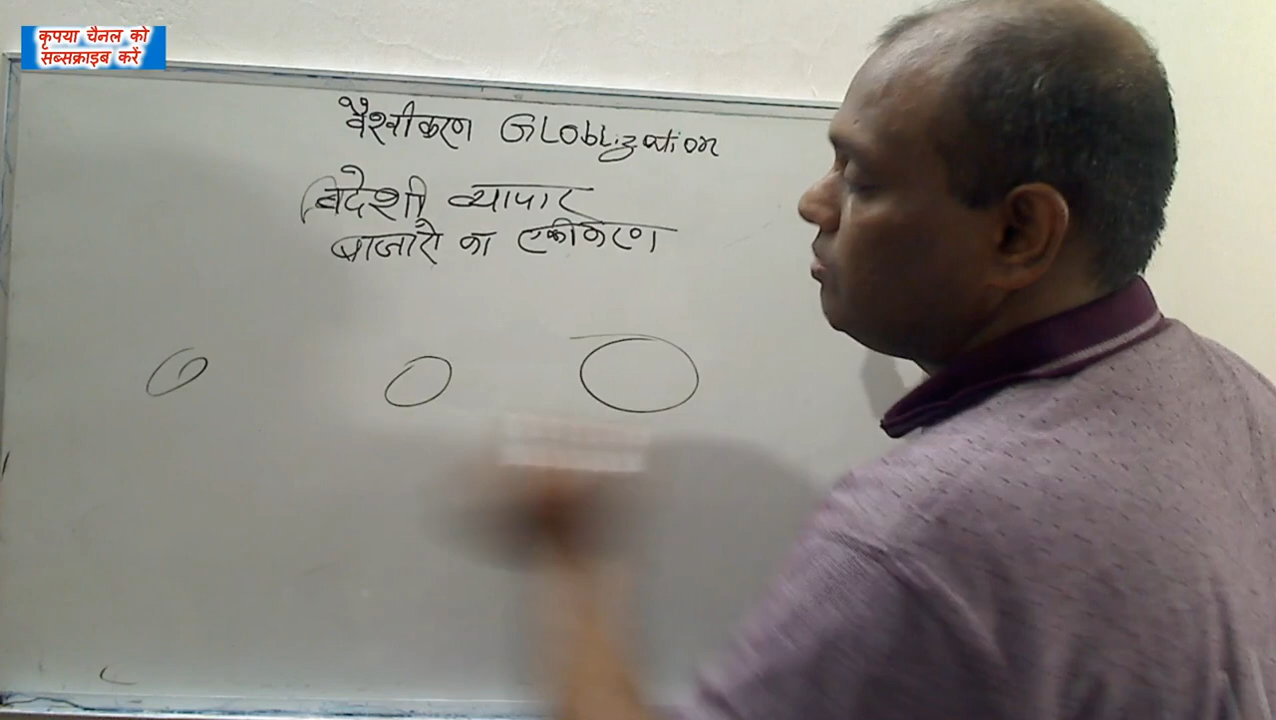 कृपया चैनल को
सब्सक्राइब करें
वैश्वीकरण GLoblization
विदेशी व्यापार
बाजारो का एकीकरण